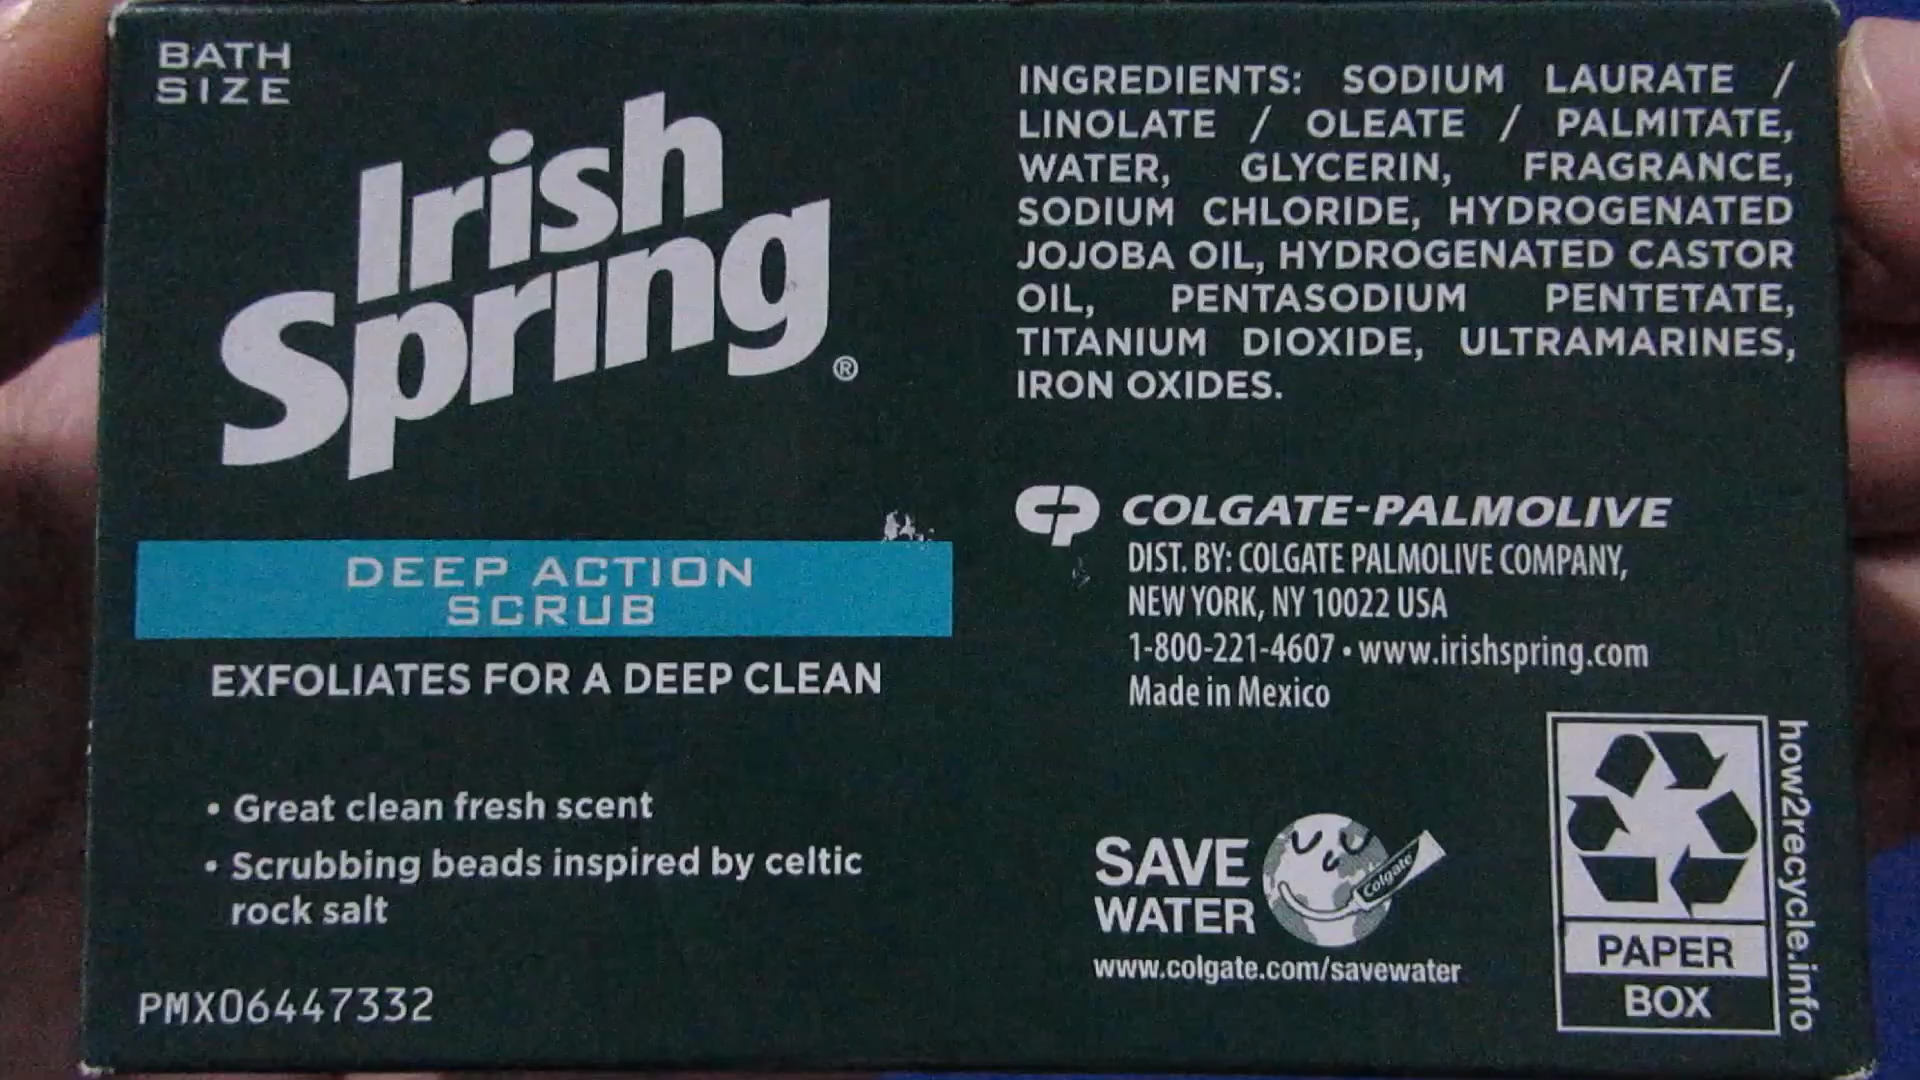 BATH
SIZE
Irish
Spring®
DEEP ACTION
SCRUB
EXFOLIATES FOR A DEEP CLEAN
• Great clean fresh scent
• Scrubbing beads inspired by celtic
rock salt
PMX06447332
INGREDIENTS: SODIUM LAURATE /
LINOLATE / OLEATE / PALMITATE,
WATER, GLYCERIN, FRAGRANCE,
SODIUM CHLORIDE, HYDROGENATED
JOJOBA OIL, HYDROGENATED CASTOR
OIL, PENTASODIUM PENTETATE,
TITANIUM DIOXIDE, ULTRAMARINES,
IRON OXIDES.
CP COLGATE-PALMOLIVE
DIST. BY: COLGATE PALMOLIVE COMPANY,
NEW YORK, NY 10022 USA
1-800-221-4607 • www.irishspring.com
Made in Mexico
SAVE
WATER
Colgate
www.colgate.com/savewater
PAPER
BOX
how2recycle.info